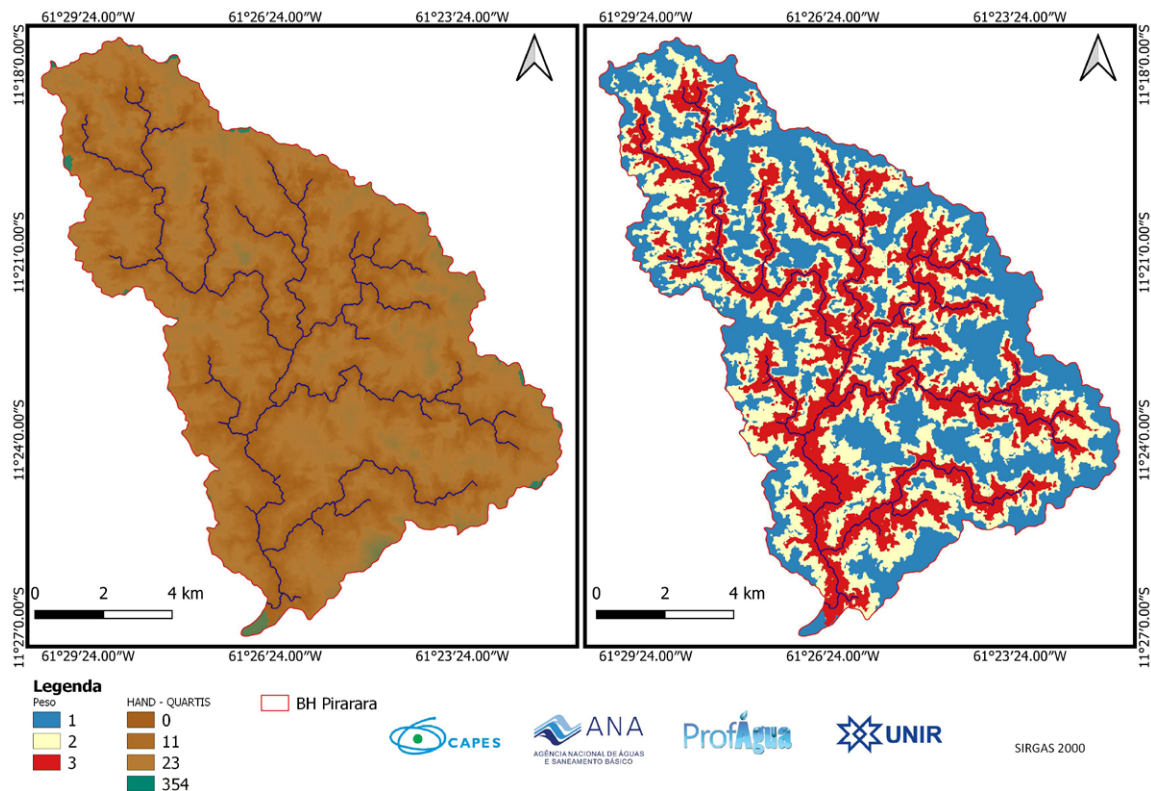 61°29′24.00″W 61°26′24.00″W 61°23′24.00″W 61°29′24.00″W 61°26′24.00″W 61°23′24.00″W
11°18′0.00″S
11°21′0.00″S
11°24′0.00″S
11°27′0.00″S
11°18′0.00″S
11°21′0.00″S
11°24′0.00″S
11°27′0.00″S
0 2 4 km
0 2 4 km
61°29′24.00″W 61°26′24.00″W 61°23′24.00″W 61°29′24.00″W 61°26′24.00″W 61°23′24.00″W
Legenda
Peso
1
2
3
HAND - QUARTIS
0
11
23
354
BH Pirarara
CAPES
ANA
AGÊNCIA NACIONAL DE ÁGUAS
E SANEAMENTO BÁSICO
ProfÁgua
UNIR
SIRGAS 2000